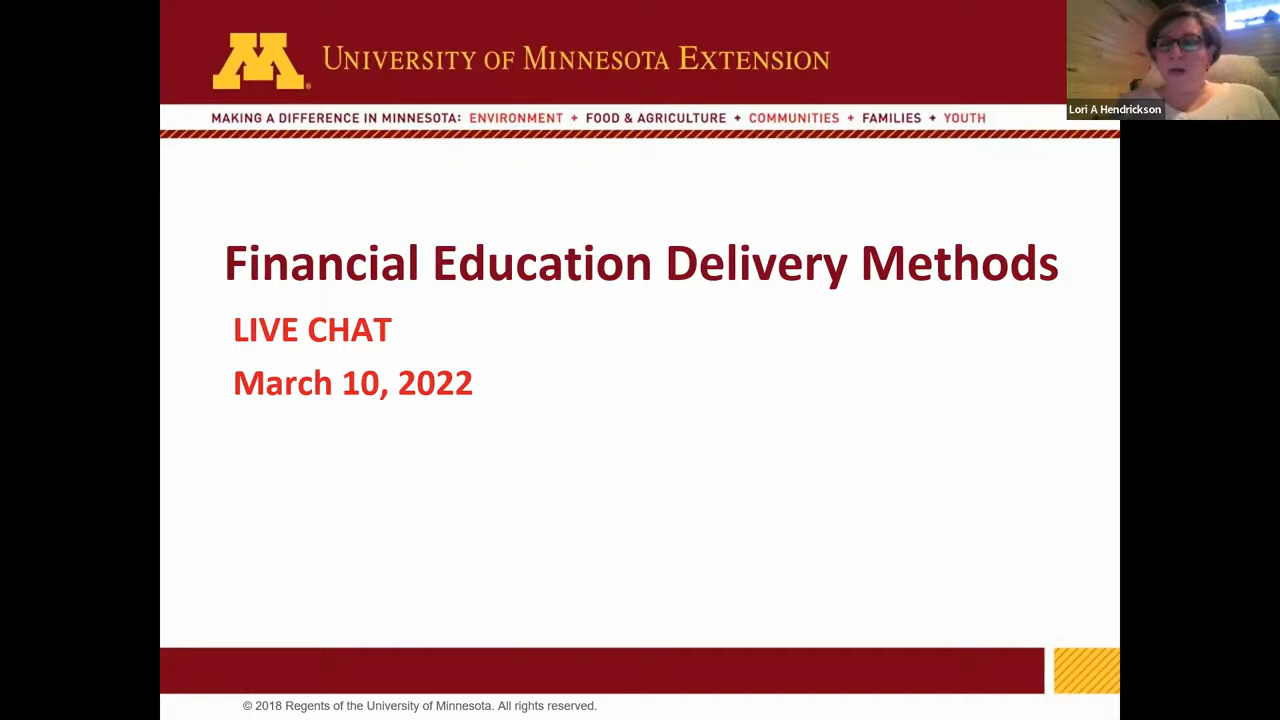 UNIVERSITY OF MINNESOTA EXTENSION
Lori A Hendrickson
MAKING A DIFFERENCE IN MINNESOTA: ENVIRONMENT + FOOD & AGRICULTURE + COMMUNITIES + FAMILIES + YOUTH
Financial Education Delivery Methods
LIVE CHAT
March 10, 2022
© 2018 Regents of the University of Minnesota. All rights reserved.